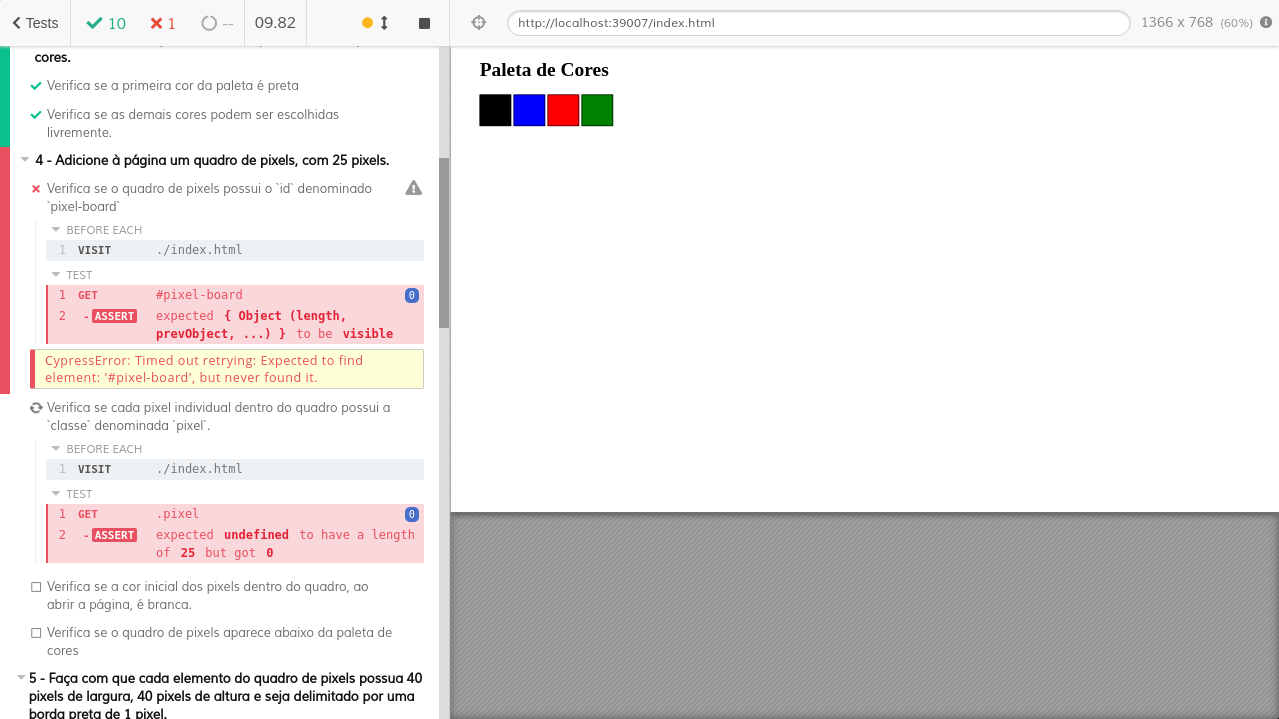 Tests
10
1
--
09.82
http://localhost:39007/index.html
1366 x 768 (60%)
cores.
Verifica se a primeira cor da paleta é preta
Verifica se as demais cores podem ser escolhidas
livremente.
4 - Adicione à página um quadro de pixels, com 25 pixels.
Verifica se o quadro de pixels possui o `id` denominado
`pixel-board`
BEFORE EACH
1 VISIT ./index.html
TEST
1 GET #pixel-board 0
2 - ASSERT expected { Object (length,
prevObject, ...) } to be visible
CypressError: Timed out retrying: Expected to find
element: '#pixel-board', but never found it.
Verifica se cada pixel individual dentro do quadro possui a
`classe` denominada `pixel`.
BEFORE EACH
1 VISIT ./index.html
TEST
1 GET .pixel 0
2 - ASSERT expected undefined to have a length
of 25 but got 0
Verifica se a cor inicial dos pixels dentro do quadro, ao
abrir a página, é branca.
Verifica se o quadro de pixels aparece abaixo da paleta de
cores
5 - Faça com que cada elemento do quadro de pixels possua 40
pixels de largura, 40 pixels de altura e seja delimitado por uma
borda preta de 1 pixel.
Paleta de Cores